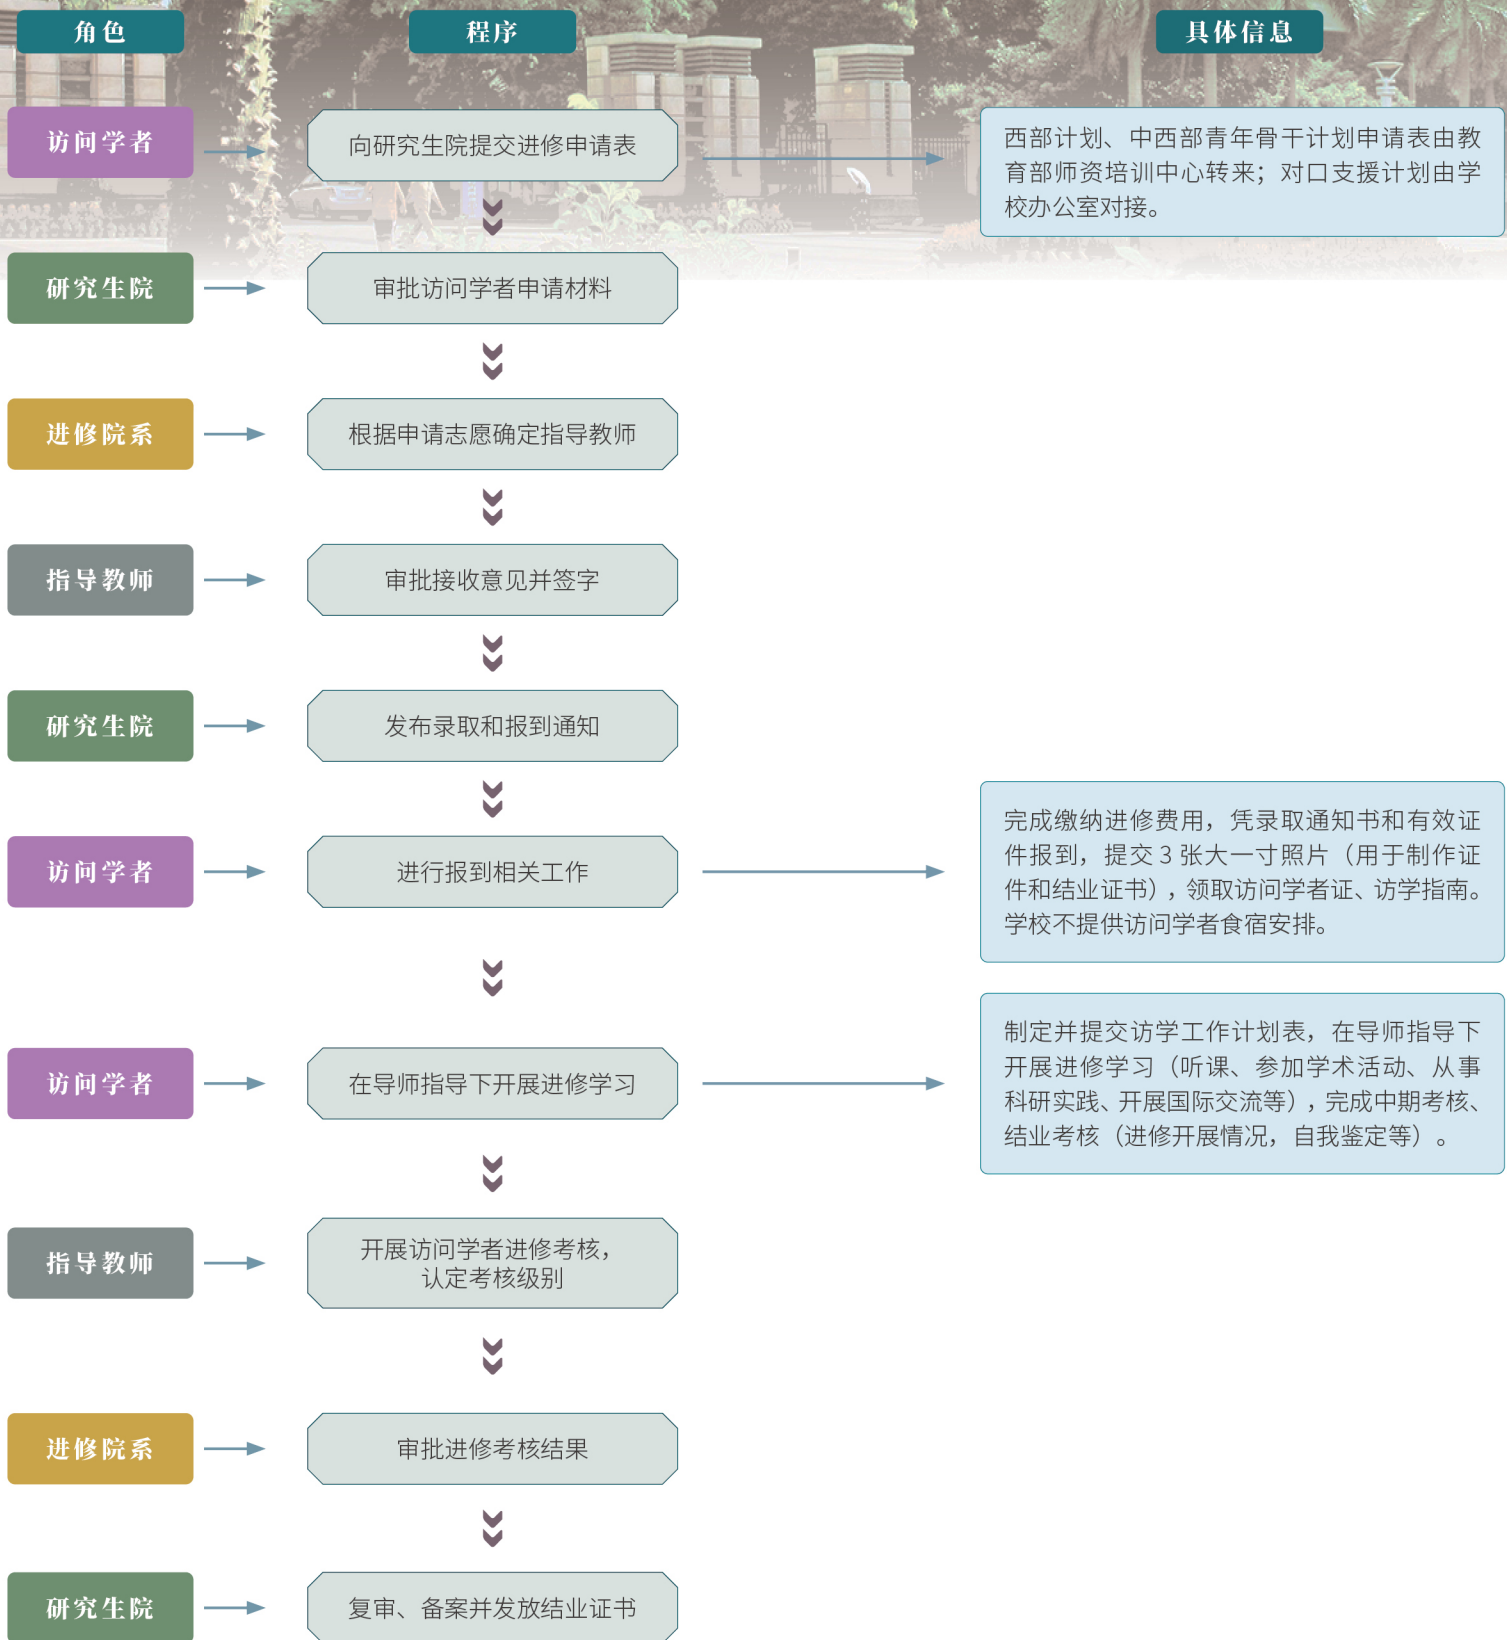 角色
程序
具体信息
访问学者
向研究生院提交进修申请表
西部计划、中西部青年骨干计划申请表由教
育部师资培训中心转来；对口支援计划由学
校办公室对接。
研究生院
审批访问学者申请材料
进修院系
根据申请志愿确定指导教师
指导教师
审批接收意见并签字
研究生院
发布录取和报到通知
访问学者
进行报到相关工作
完成缴纳进修费用，凭录取通知书和有效证
件报到，提交 3 张大一寸照片（用于制作证
件和结业证书），领取访问学者证、访学指南。
学校不提供访问学者食宿安排。
访问学者
在导师指导下开展进修学习
制定并提交访学工作计划表，在导师指导下
开展进修学习（听课、参加学术活动、从事
科研实践、开展国际交流等），完成中期考核、
结业考核（进修开展情况，自我鉴定等）。
指导教师
开展访问学者进修考核，
认定考核级别
进修院系
审批进修考核结果
研究生院
复审、备案并发放结业证书